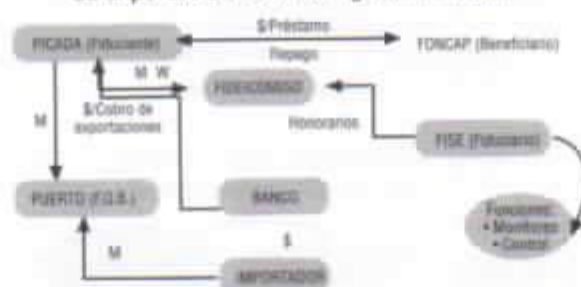 PICADA (Fiduciante)
$/Préstamo
Repago
FONCAP (Beneficiario)
M W
FIDEICOMISO
$/Cobro de
exportaciones
M
Honorarios
FISE (Fiduciario)
PUERTO (F.O.B.)
BANCO
Funciones:
• Monitoreo
• Control
$
M
IMPORTADOR